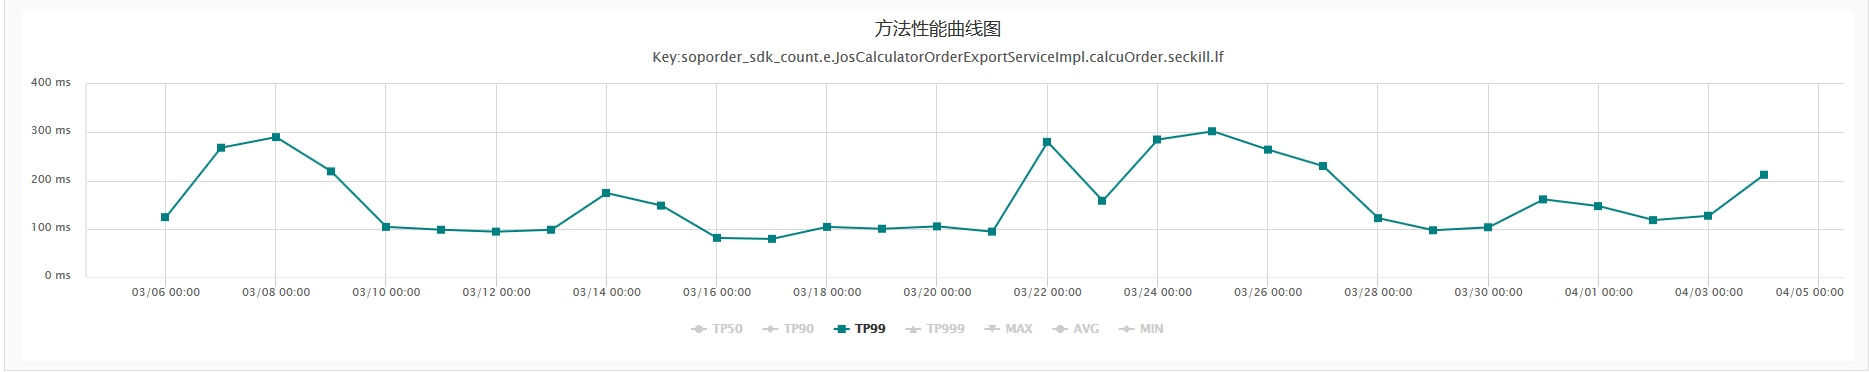 方法性能曲线图
Key:soporder_sdk_count.e.JosCalculatorOrderExportServiceImpl.calcuOrder.seckill.lf
400 ms
300 ms
200 ms
100 ms
0 ms
03/06 00:00 03/08 00:00 03/10 00:00 03/12 00:00 03/14 00:00 03/16 00:00 03/18 00:00 03/20 00:00 03/22 00:00 03/24 00:00 03/26 00:00 03/28 00:00 03/30 00:00 04/01 00:00 04/03 00:00 04/05 00:00
TP50 TP90 TP99 TP999 MAX AVG MIN